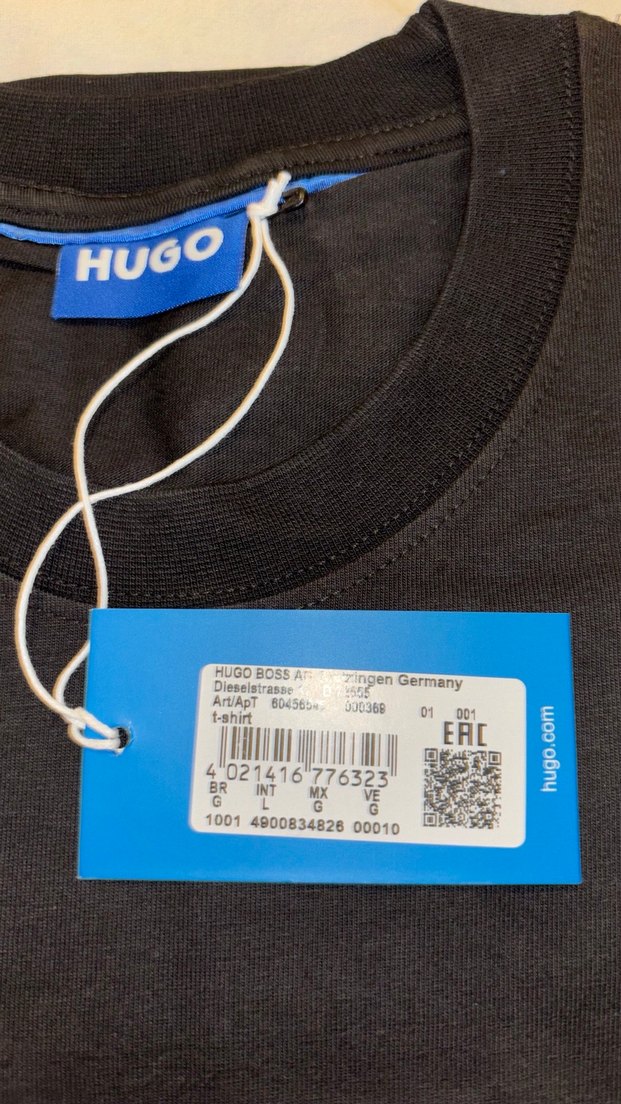 HUGO
HUGO BOSS Germany
Dieselstrasse
Art/ApT 000369 01 001
t-shirt
EAC
4 021416 776323
BR INT MX VE
G L G G
1001 4900834826 00010
hugo.com